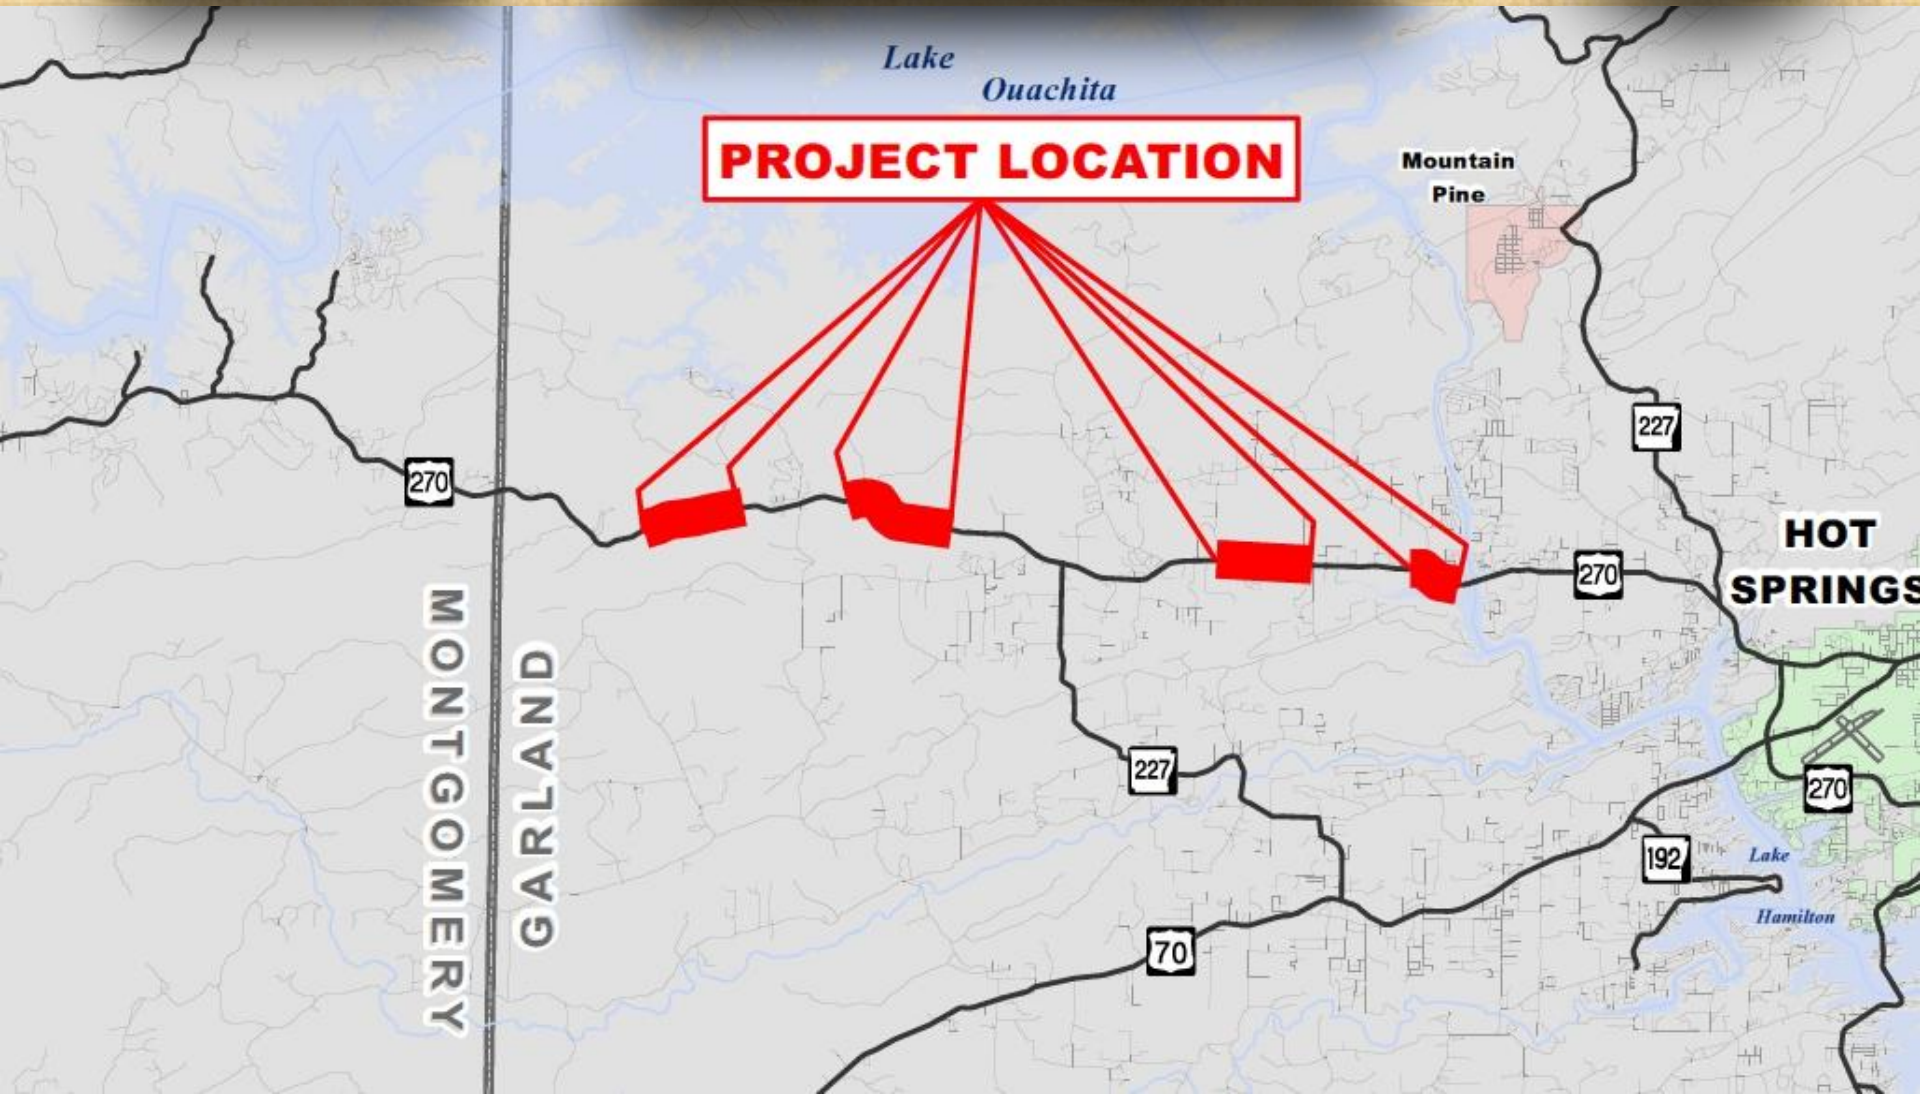 Lake
Ouachita
PROJECT LOCATION
Mountain
Pine
227
270
HOT
SPRINGS
270
MONTGOMERY
GARLAND
227
270
192
Lake
Hamilton
70